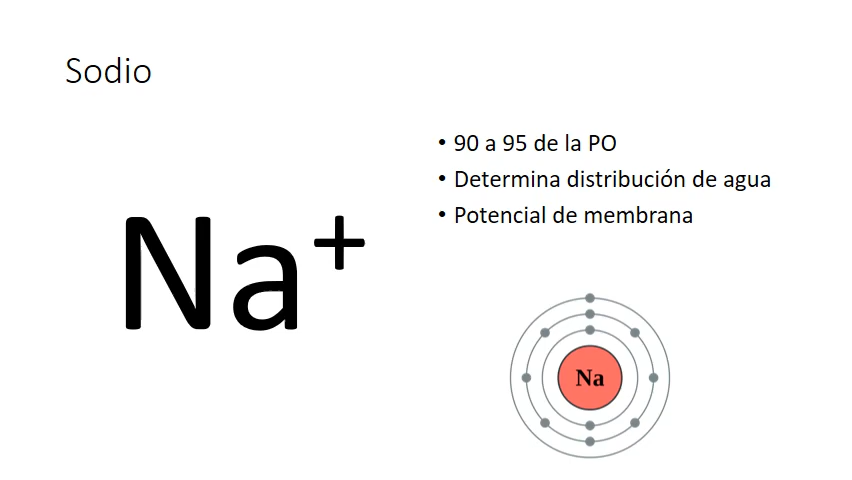 Sodio
• 90 a 95 de la PO
• Determina distribución de agua
• Potencial de membrana
Na⁺
Na